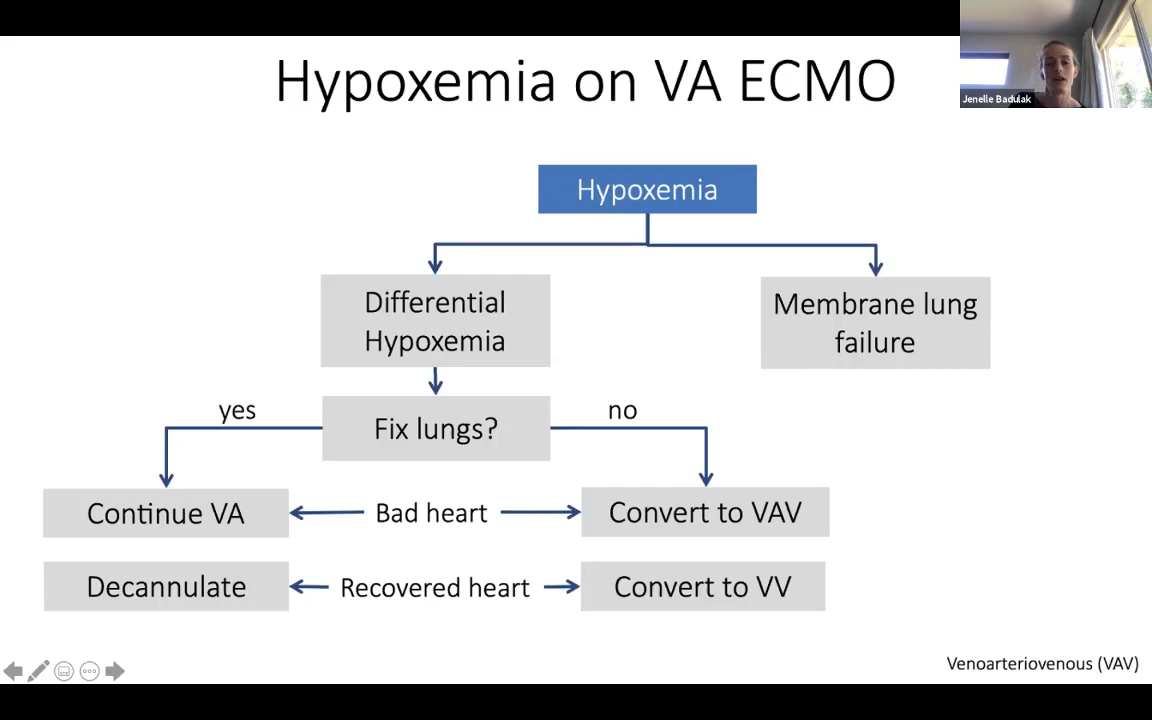 Hypoxemia on VA ECMO
Jenelle Badulak
Hypoxemia
Differential
Hypoxemia
Membrane lung
failure
yes
Fix lungs?
no
Continue VA
Bad heart
Convert to VAV
Decannulate
Recovered heart
Convert to VV
Venoarteriovenous (VAV)